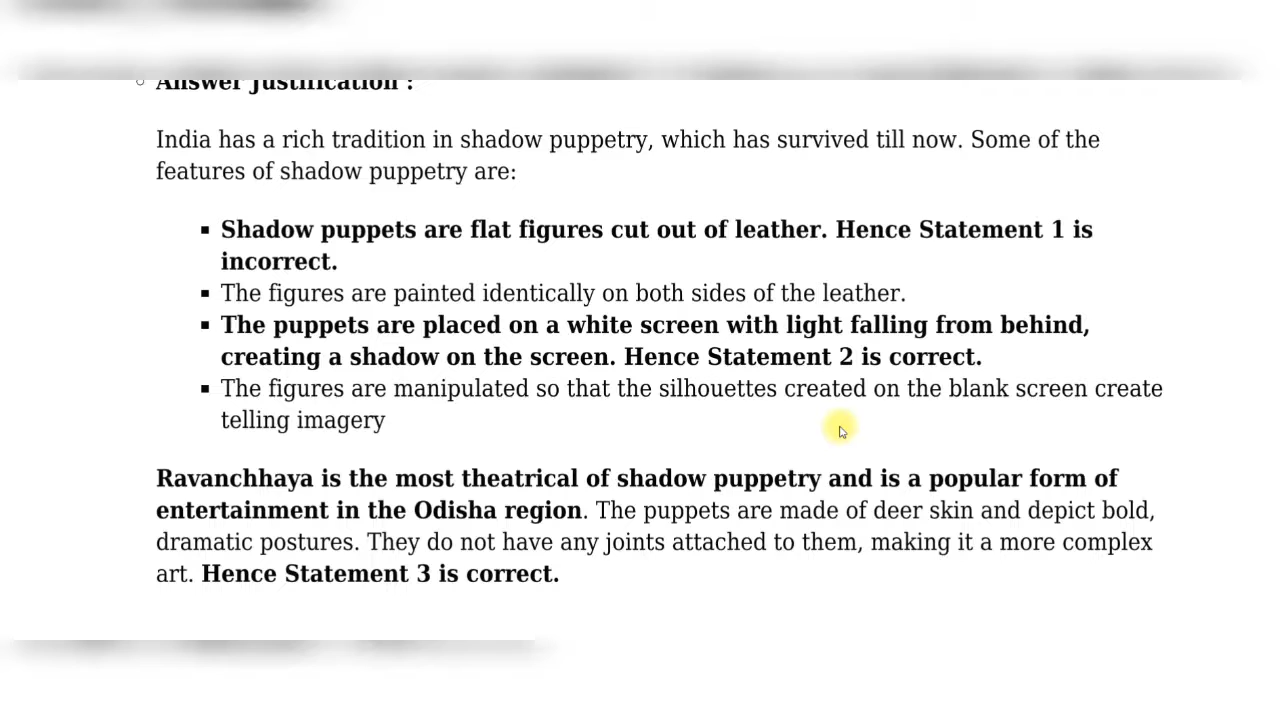 Answer Justification :
India has a rich tradition in shadow puppetry, which has survived till now. Some of the
features of shadow puppetry are:
Shadow puppets are flat figures cut out of leather. Hence Statement 1 is
incorrect.
The figures are painted identically on both sides of the leather.
The puppets are placed on a white screen with light falling from behind,
creating a shadow on the screen. Hence Statement 2 is correct.
The figures are manipulated so that the silhouettes created on the blank screen create
telling imagery
Ravanchhaya is the most theatrical of shadow puppetry and is a popular form of
entertainment in the Odisha region. The puppets are made of deer skin and depict bold,
dramatic postures. They do not have any joints attached to them, making it a more complex
art. Hence Statement 3 is correct.